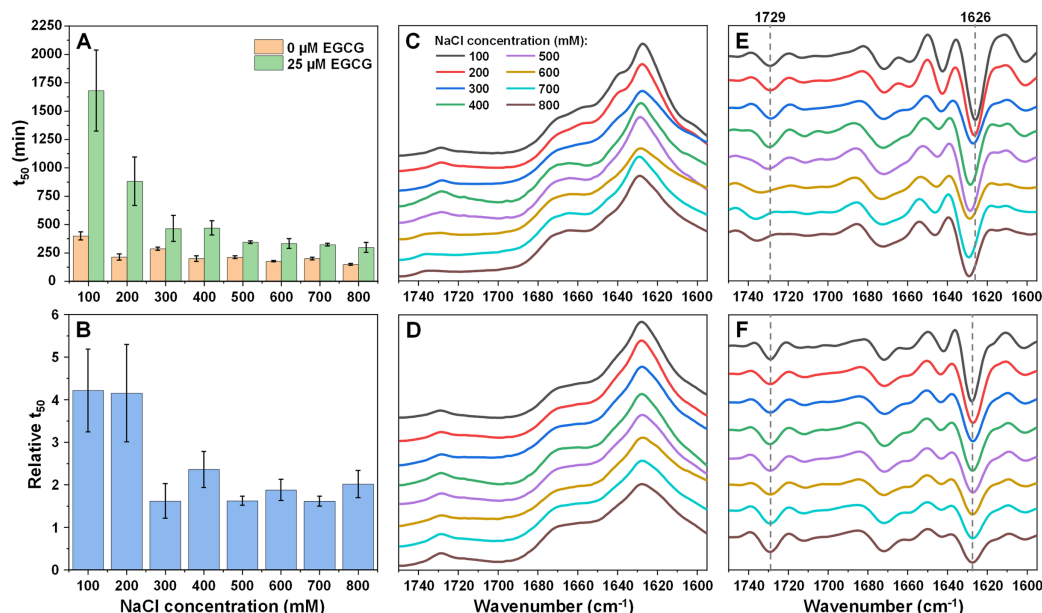 A
0 µM EGCG
25 µM EGCG
t50 (min)
2250
2000
1750
1500
1250
1000
750
500
250
0
100 200 300 400 500 600 700 800
B
Relative t50
6
5
4
3
2
1
0
100 200 300 400 500 600 700 800
NaCl concentration (mM)
C
NaCl concentration (mM):
100
200
300
400
500
600
700
800
1740 1720 1700 1680 1660 1640 1620 1600
D
1740 1720 1700 1680 1660 1640 1620 1600
Wavenumber (cm⁻¹)
1729 1626
E
1740 1720 1700 1680 1660 1640 1620 1600
F
1740 1720 1700 1680 1660 1640 1620 1600
Wavenumber (cm⁻¹)